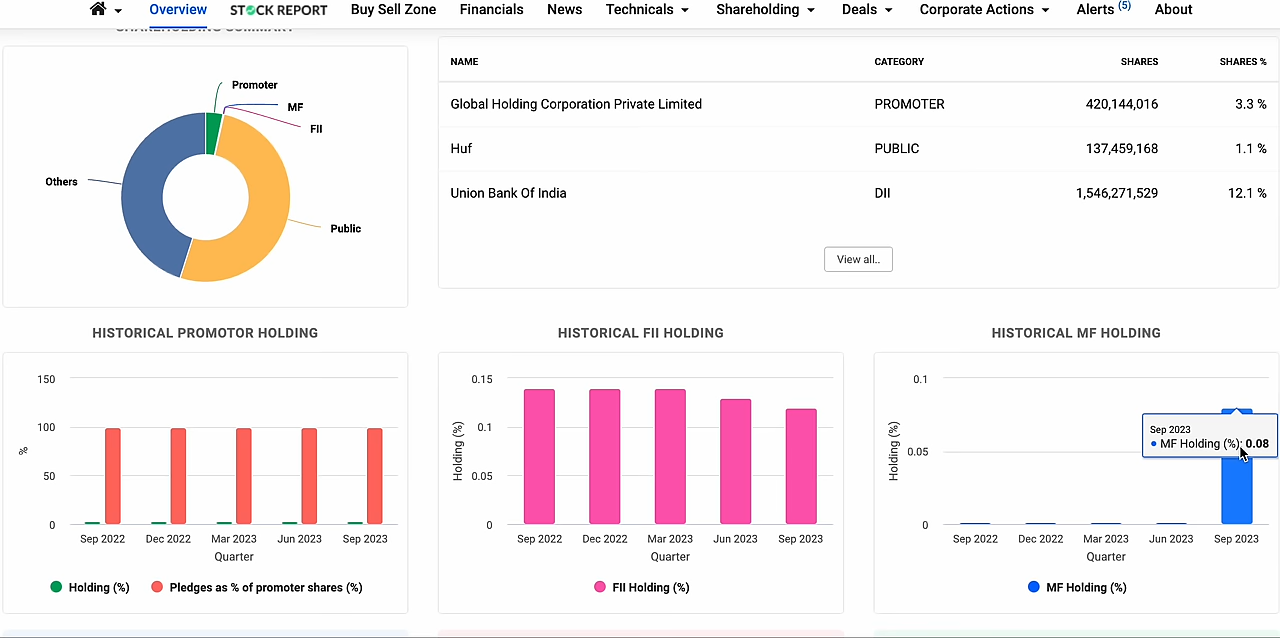 Overview STOCK REPORT Buy Sell Zone Financials News Technicals Shareholding Deals Corporate Actions Alerts (5) About
SHAREHOLDING SUMMARY
Promoter
MF
FII
Others
Public
NAME CATEGORY SHARES SHARES %
Global Holding Corporation Private Limited PROMOTER 420,144,016 3.3 %
Huf PUBLIC 137,459,168 1.1 %
Union Bank Of India DII 1,546,271,529 12.1 %
View all..
HISTORICAL PROMOTOR HOLDING
150
100
50
0
%
Sep 2022 Dec 2022 Mar 2023 Jun 2023 Sep 2023
Quarter
Holding (%) Pledges as % of promoter shares (%)
HISTORICAL FII HOLDING
0.15
0.1
0.05
0
Holding (%)
Sep 2022 Dec 2022 Mar 2023 Jun 2023 Sep 2023
Quarter
FII Holding (%)
HISTORICAL MF HOLDING
0.1
0.05
0
Holding (%)
Sep 2023
MF Holding (%): 0.08
Sep 2022 Dec 2022 Mar 2023 Jun 2023 Sep 2023
Quarter
MF Holding (%)